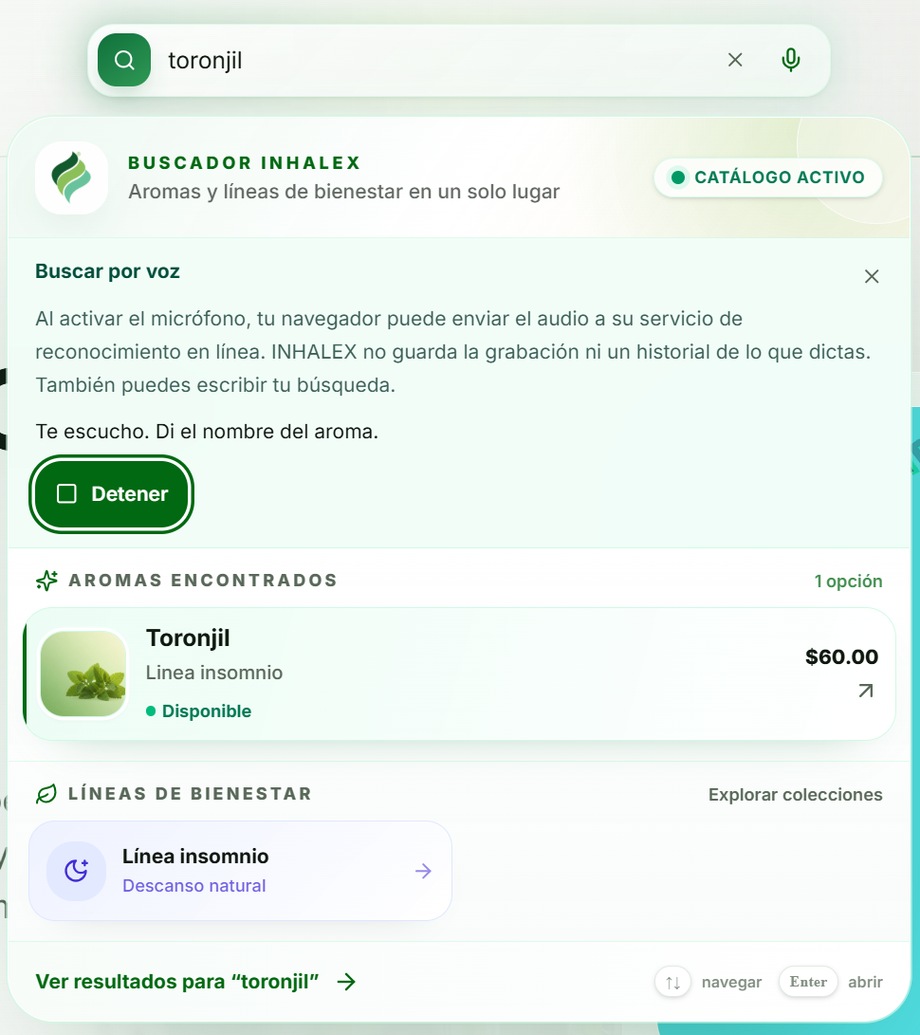 toronjil
BUSCADOR INHALEX
Aromas y líneas de bienestar en un solo lugar
CATÁLOGO ACTIVO
Buscar por voz
Al activar el micrófono, tu navegador puede enviar el audio a su servicio de
reconocimiento en línea. INHALEX no guarda la grabación ni un historial de lo que dictas.
También puedes escribir tu búsqueda.
Te escucho. Di el nombre del aroma.
Detener
AROMAS ENCONTRADOS
1 opción
Toronjil
Linea insomnio
Disponible
$60.00
LÍNEAS DE BIENESTAR
Explorar colecciones
Línea insomnio
Descanso natural
Ver resultados para “toronjil”
navegar
Enter
abrir